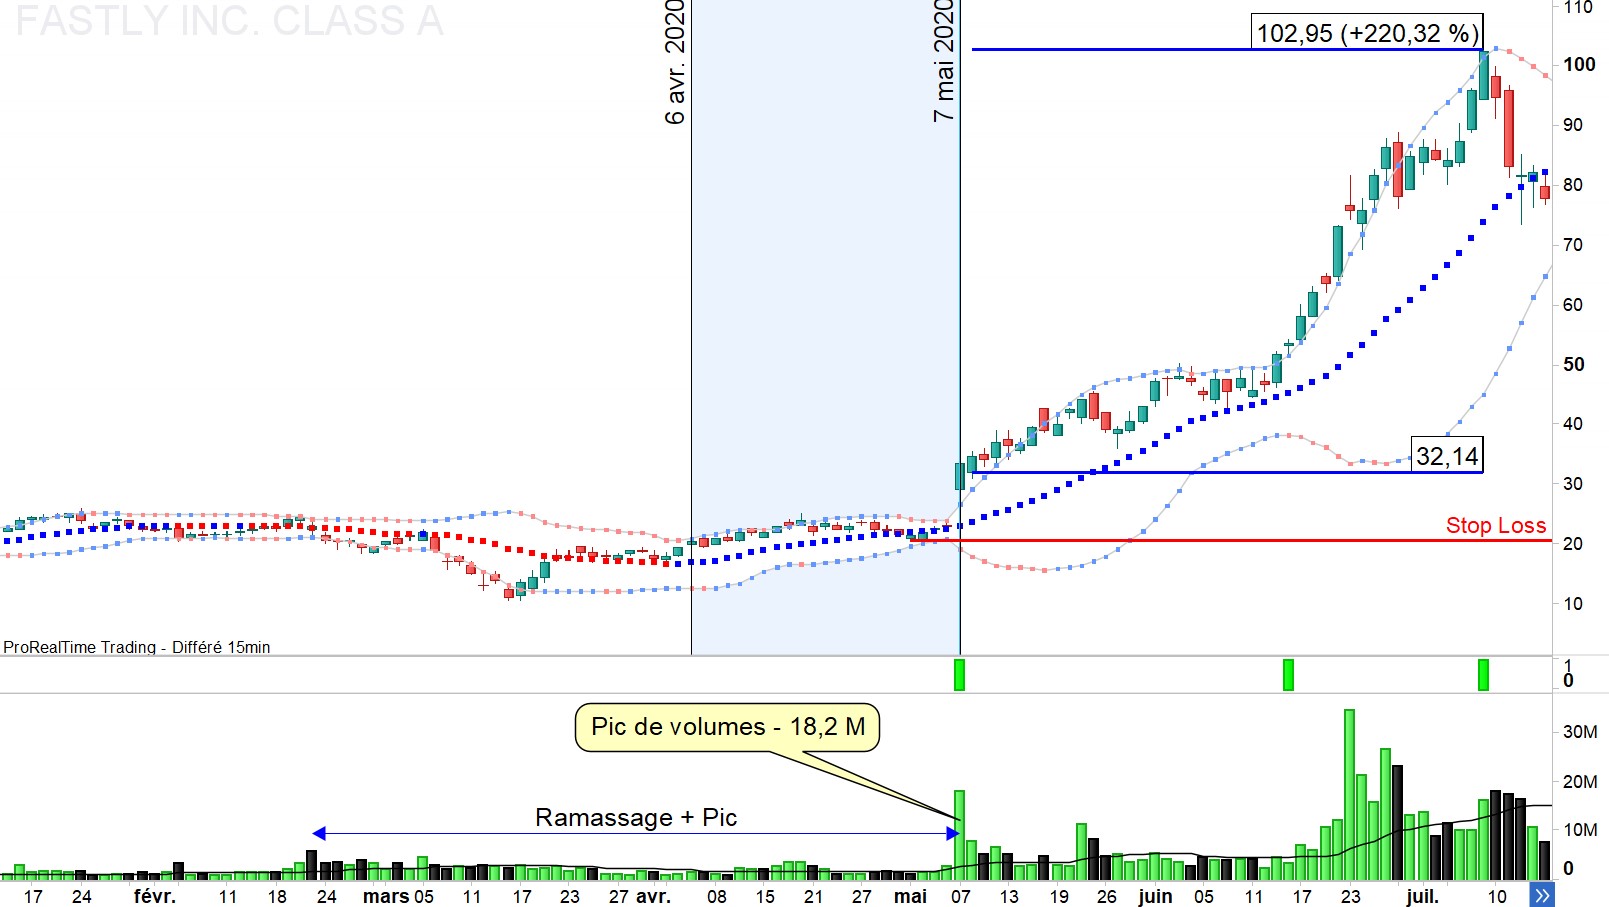 FASTLY INC. CLASS A
6 avr. 2020
7 mai 2020
102,95 (+220,32 %)
110
100
90
80
70
60
50
40
32,14
30
Stop Loss
20
10
ProRealTime Trading - Différé 15min
1
0
Pic de volumes - 18,2 M
30M
20M
Ramassage + Pic
10M
0
17 24 févr. 11 18 24 mars 05 11 17 23 27 avr. 08 15 21 27 mai 07 13 19 26 juin 05 11 17 23 juil. 10